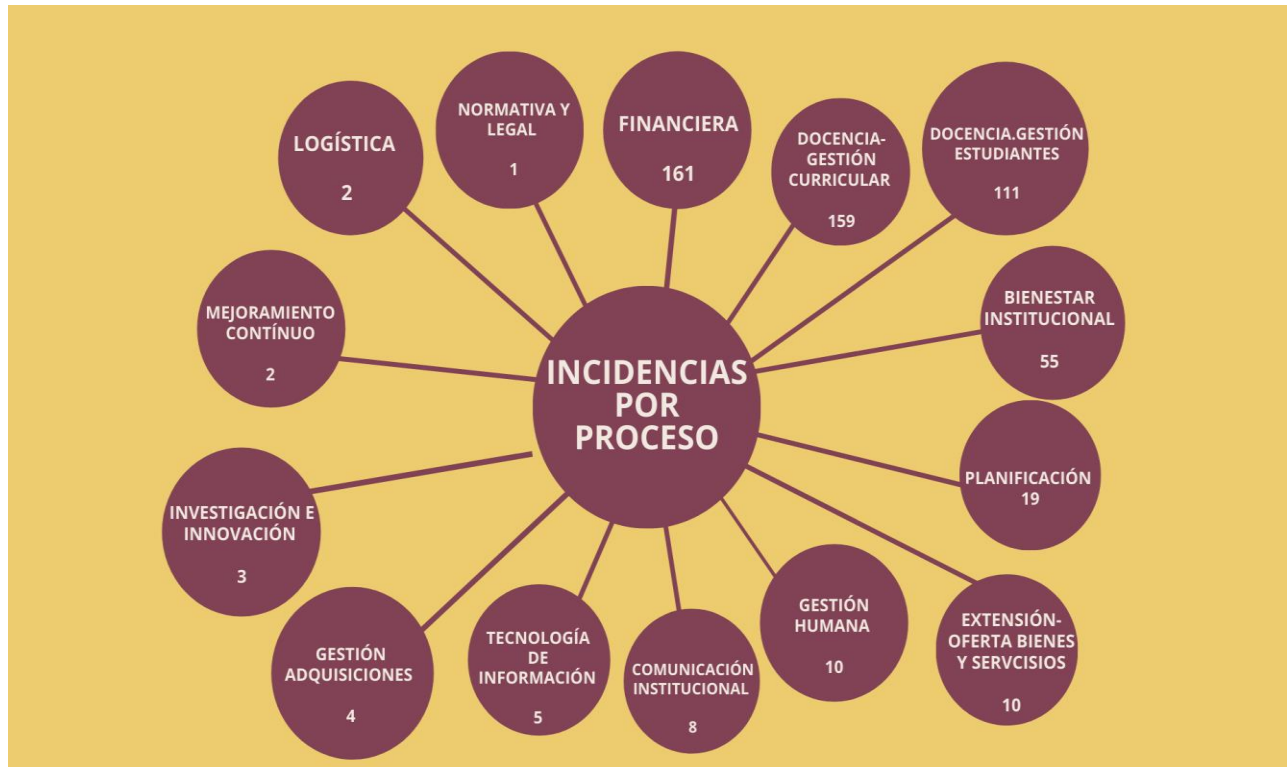 INCIDENCIAS
POR
PROCESO
FINANCIERA
161
DOCENCIA-
GESTIÓN
CURRICULAR
159
DOCENCIA.GESTIÓN
ESTUDIANTES
111
BIENESTAR
INSTITUCIONAL
55
PLANIFICACIÓN
19
EXTENSIÓN-
OFERTA BIENES
Y SERVCISIOS
10
GESTIÓN
HUMANA
10
COMUNICACIÓN
INSTITUCIONAL
8
TECNOLOGÍA
DE
INFORMACIÓN
5
GESTIÓN
ADQUISICIONES
4
INVESTIGACIÓN E
INNOVACIÓN
3
MEJORAMIENTO
CONTÍNUO
2
LOGÍSTICA
2
NORMATIVA Y
LEGAL
1